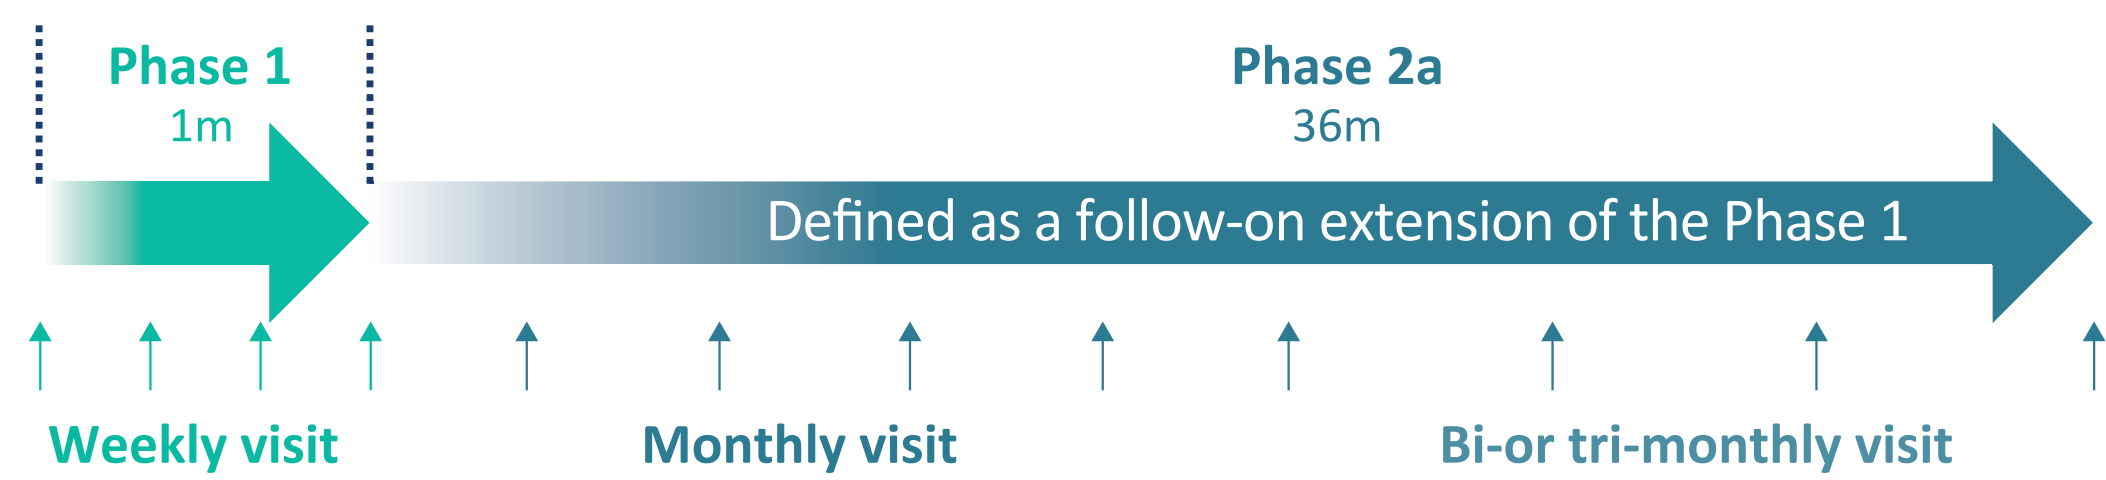 Phase 1
1m
Phase 2a
36m
Defined as a follow-on extension of the Phase 1
Weekly visit
Monthly visit
Bi-or tri-monthly visit